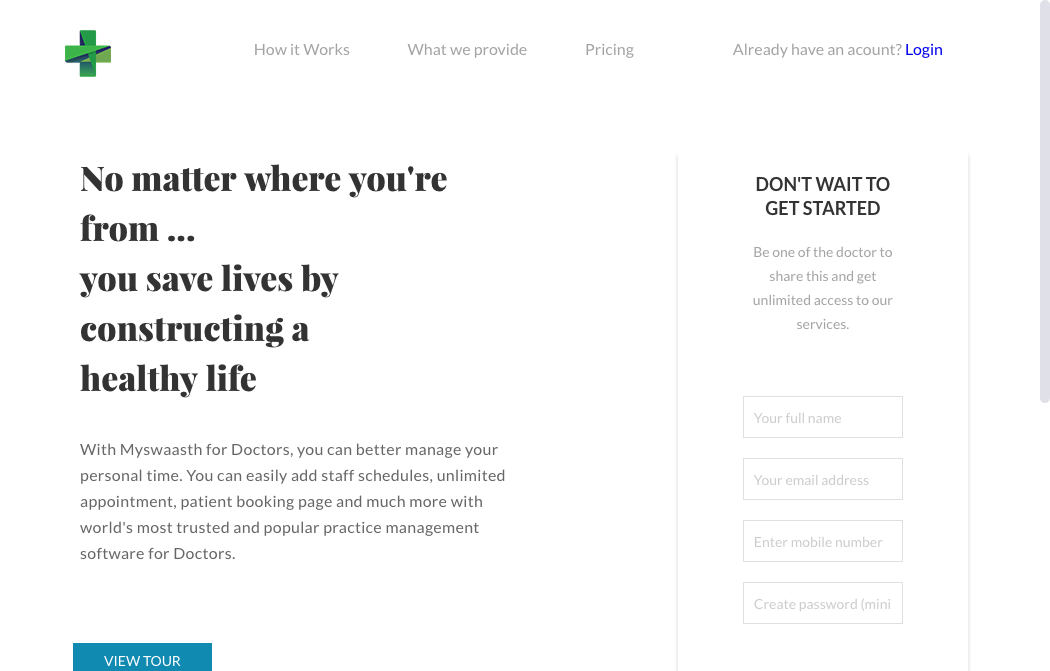 How it Works
What we provide
Pricing
Already have an acount? Login
No matter where you're
from ...
you save lives by
constructing a
healthy life
With Myswaasth for Doctors, you can better manage your
personal time. You can easily add staff schedules, unlimited
appointment, patient booking page and much more with
world's most trusted and popular practice management
software for Doctors.
VIEW TOUR
DON'T WAIT TO
GET STARTED
Be one of the doctor to
share this and get
unlimited access to our
services.
Your full name
Your email address
Enter mobile number
Create password (mini